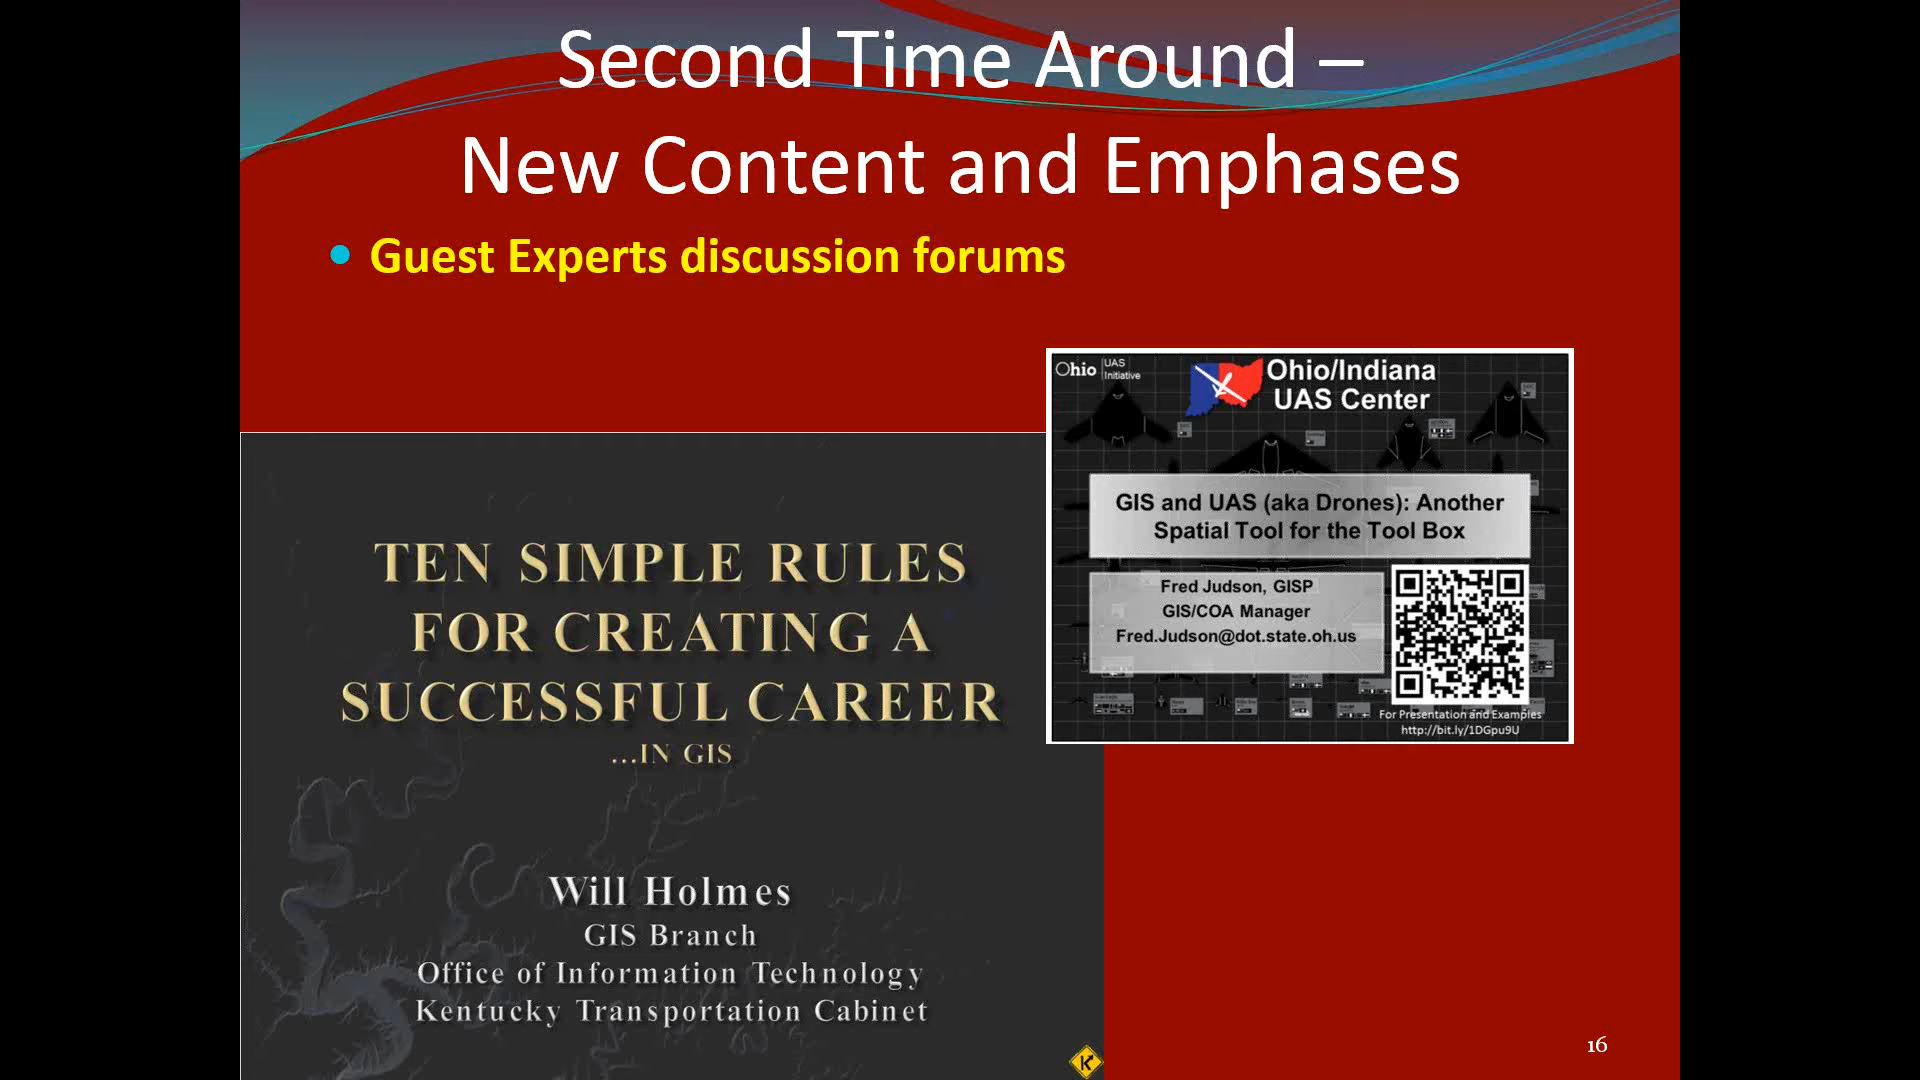 Second Time Around –
New Content and Emphases
Guest Experts discussion forums
Ohio UAS Initiative
Ohio/Indiana
UAS Center
GIS and UAS (aka Drones): Another
Spatial Tool for the Tool Box
Fred Judson, GISP
GIS/COA Manager
Fred.Judson@dot.state.oh.us
For Presentation and Examples
http://bit.ly/1DGpu9U
TEN SIMPLE RULES
FOR CREATING A
SUCCESSFUL CAREER
...IN GIS
Will Holmes
GIS Branch
Office of Information Technology
Kentucky Transportation Cabinet
K
16